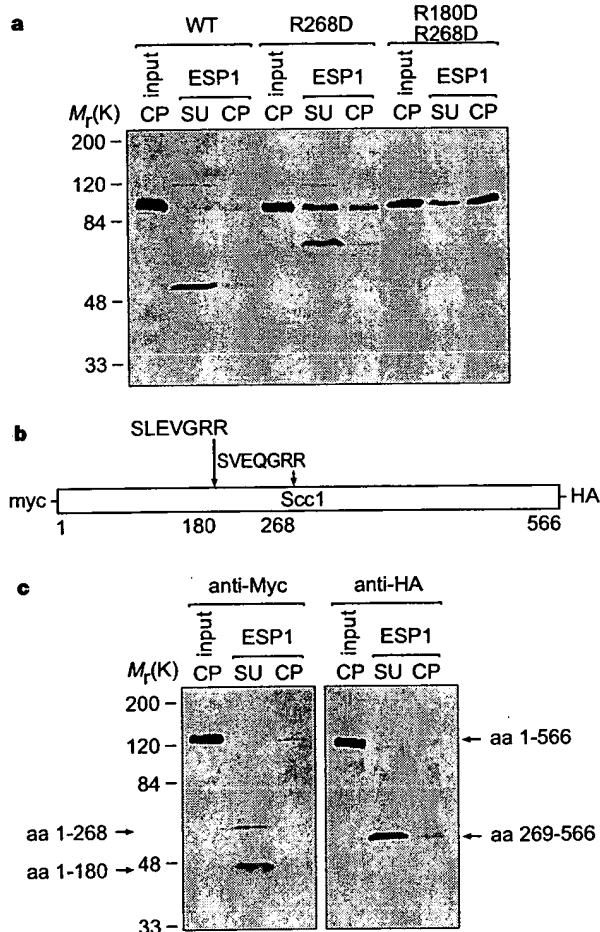 a
WT R268D R180D R268D
input ESP1 input ESP1 input ESP1
Mr(K) CP SU CP CP SU CP CP SU CP
200
120
84
48
33
b
SLEVGRR
SVEQGRR
myc Scc1 HA
1 180 268 566
c
anti-Myc anti-HA
input ESP1 input ESP1
Mr(K) CP SU CP CP SU CP
200
120 aa 1-566
84
aa 1-268
aa 269-566
48
aa 1-180
33